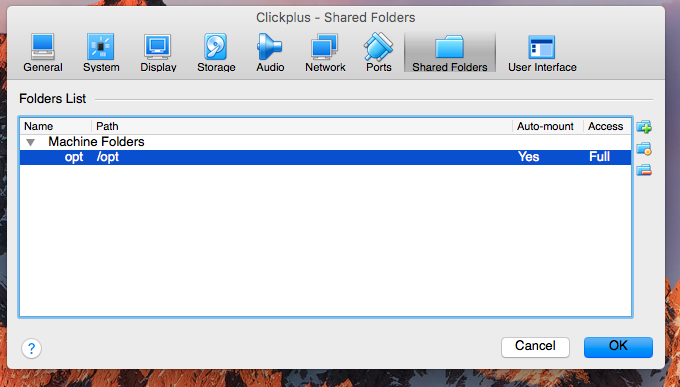 Clickplus - Shared Folders
General System Display Storage Audio Network Ports Shared Folders User Interface
Folders List
Name Path Auto-mount Access
Machine Folders
opt /opt Yes Full
? Cancel OK